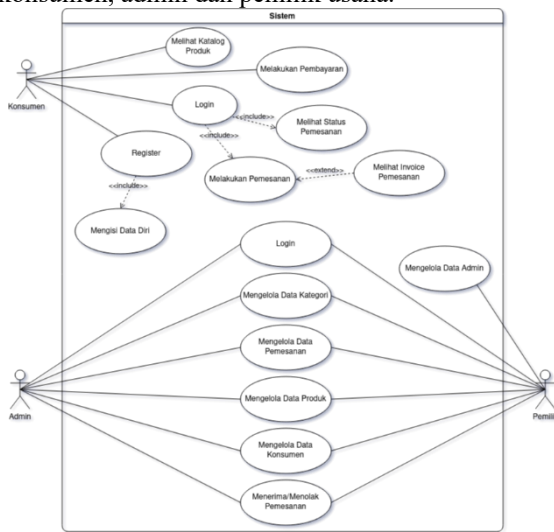 konsumen, admin dan pemilik usaha.
Sistem
Melihat Katalog
Produk
Melakukan Pembayaran
Konsumen
Login
<<include>>
Melihat Status
Pemesanan
<<include>>
Register
<<extend>>
Melihat Invoice
Pemesanan
Melakukan Pemesanan
<<include>>
Mengisi Data Diri
Login
Mengelola Data Admin
Mengelola Data Kategori
Mengelola Data
Pemesanan
Mengelola Data Produk
Admin
Pemili
Mengelola Data
Konsumen
Menerima/Menolak
Pemesanan